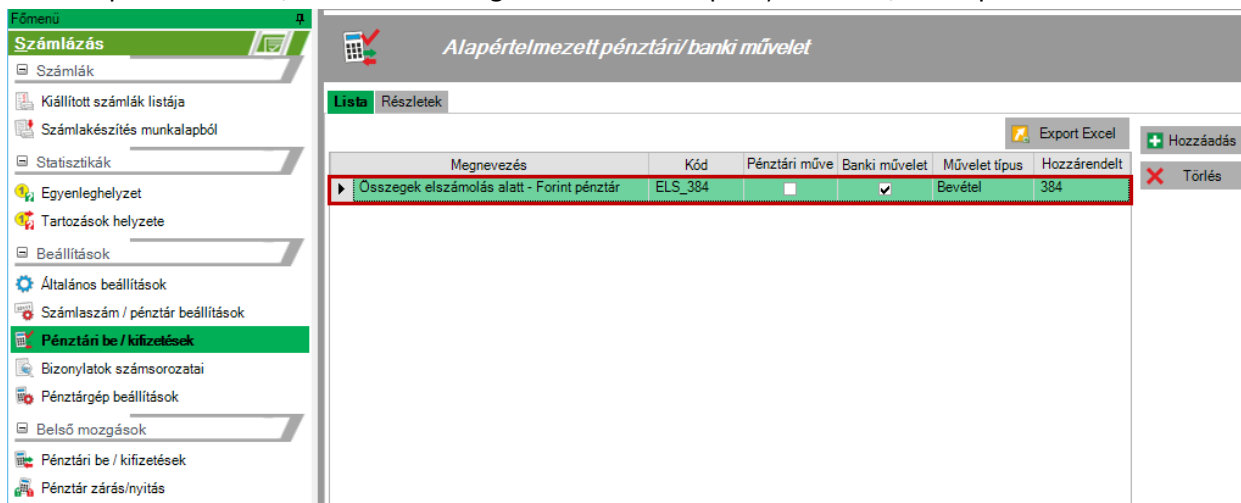 Főmenü
Számlázás
Számlák
Kiállított számlák listája
Számlakészítés munkalapból
Statisztikák
Egyenleghelyzet
Tartozások helyzete
Beállítások
Általános beállítások
Számlaszám / pénztár beállítások
Pénztári be / kifizetések
Bizonylatok számsorozatai
Pénztárgép beállítások
Belső mozgások
Pénztári be / kifizetések
Pénztár zárás/nyitás
Alapértelmezett pénztári/ banki művelet
Lista Részletek
Export Excel
Hozzáadás
Törlés
Megnevezés Kód Pénztári műve Banki művelet Művelet típus Hozzárendelt
Összegek elszámolás alatt - Forint pénztár ELS_384 Bevétel 384